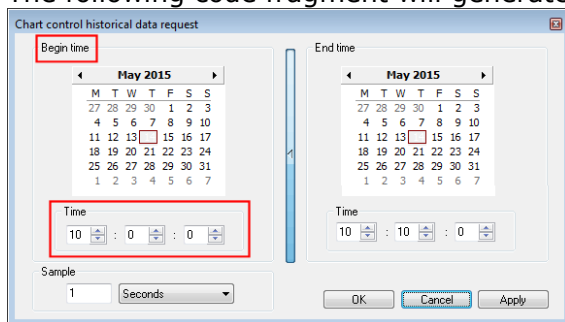 The following code fragment will generate
Chart control historical data request
Begin time
May 2015
M T W T F S S
27 28 29 30 1 2 3
4 5 6 7 8 9 10
11 12 13 15 16 17
18 19 20 21 22 23 24
25 26 27 28 29 30 31
1 2 3 4 5 6 7
Time
10 : 0 : 0
Sample
1 Seconds
End time
May 2015
M T W T F S S
27 28 29 30 1 2 3
4 5 6 7 8 9 10
11 12 13 15 16 17
18 19 20 21 22 23 24
25 26 27 28 29 30 31
1 2 3 4 5 6 7
Time
10 : 10 : 0
OK Cancel Apply